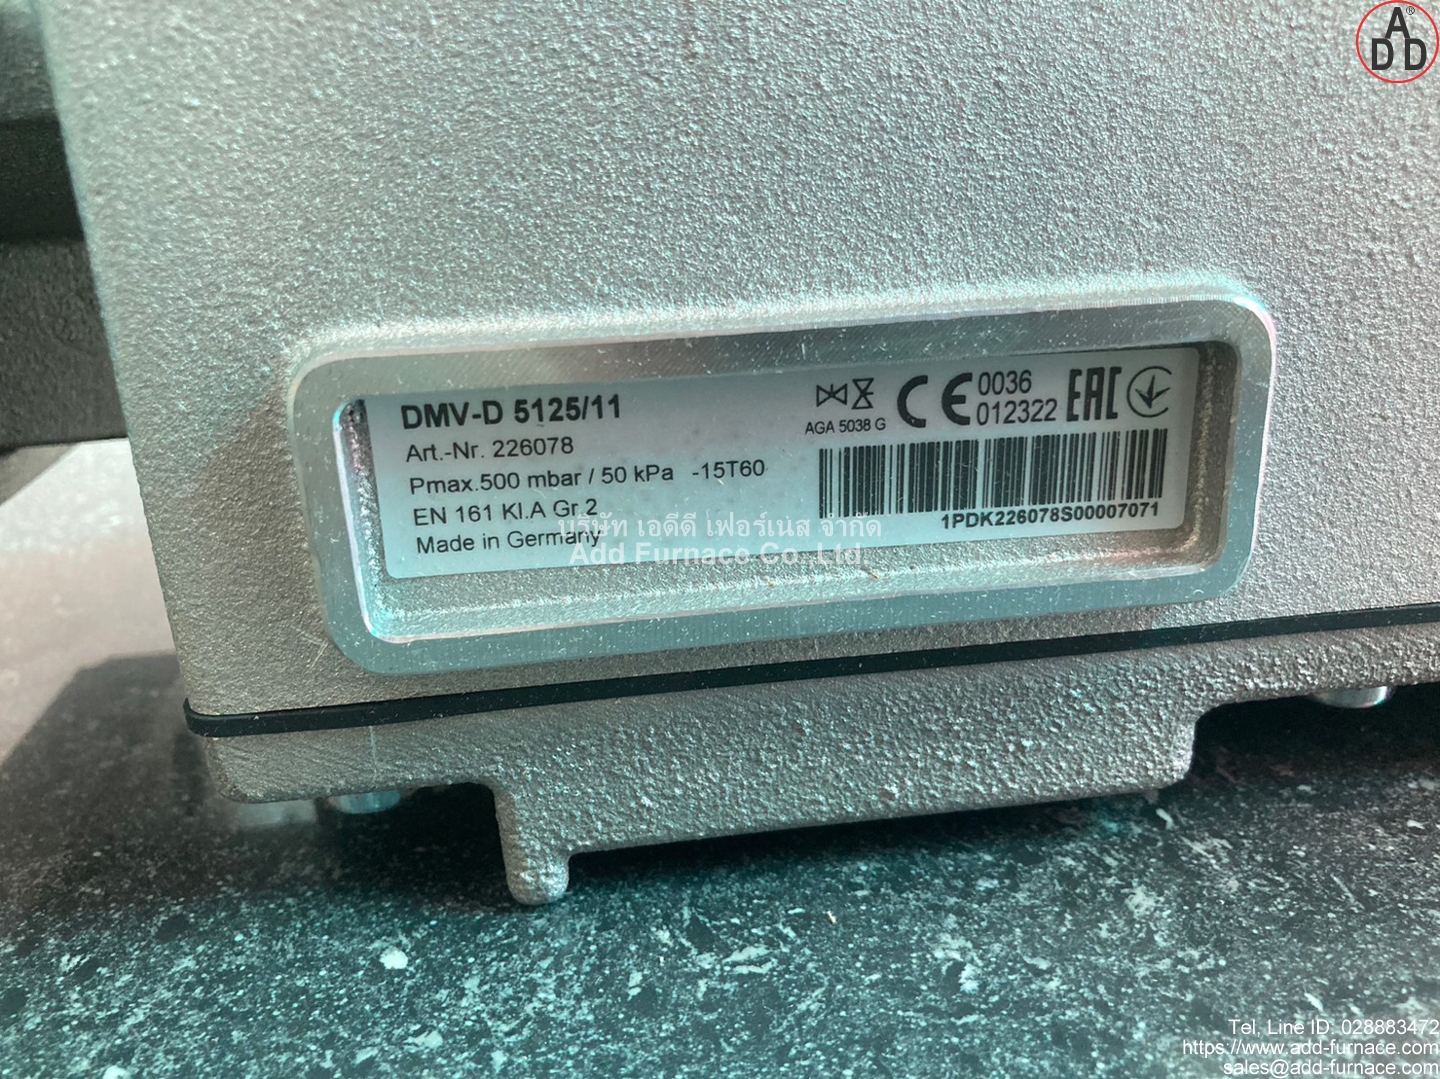 ADD®
DMV-D 5125/11
Art.-Nr. 226078
Pmax.500 mbar / 50 kPa -15T60
EN 161 Kl.A Gr.2
Made in Germany
AGA 5038 G
CE 0036
012322
EAC
1PDK226078S00007071
บริษัท เอดีดี เฟอร์เนส จำกัด
Add Furnace Co.,Ltd.
Tel, Line ID: 028883472
https://www.add-furnace.com
sales@add-furnace.com